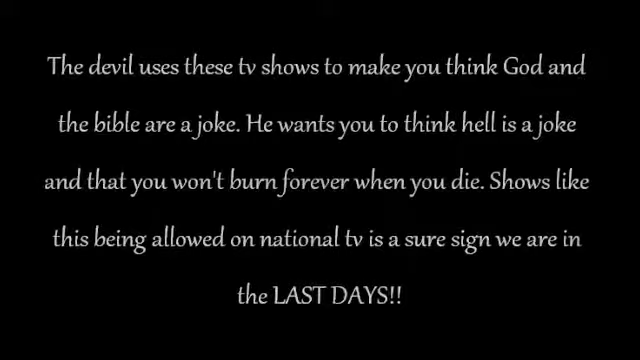 The devil uses these tv shows to make you think God and
the bible are a joke. He wants you to think hell is a joke
and that you won't burn forever when you die. Shows like
this being allowed on national tv is a sure sign we are in
the LAST DAYS!!